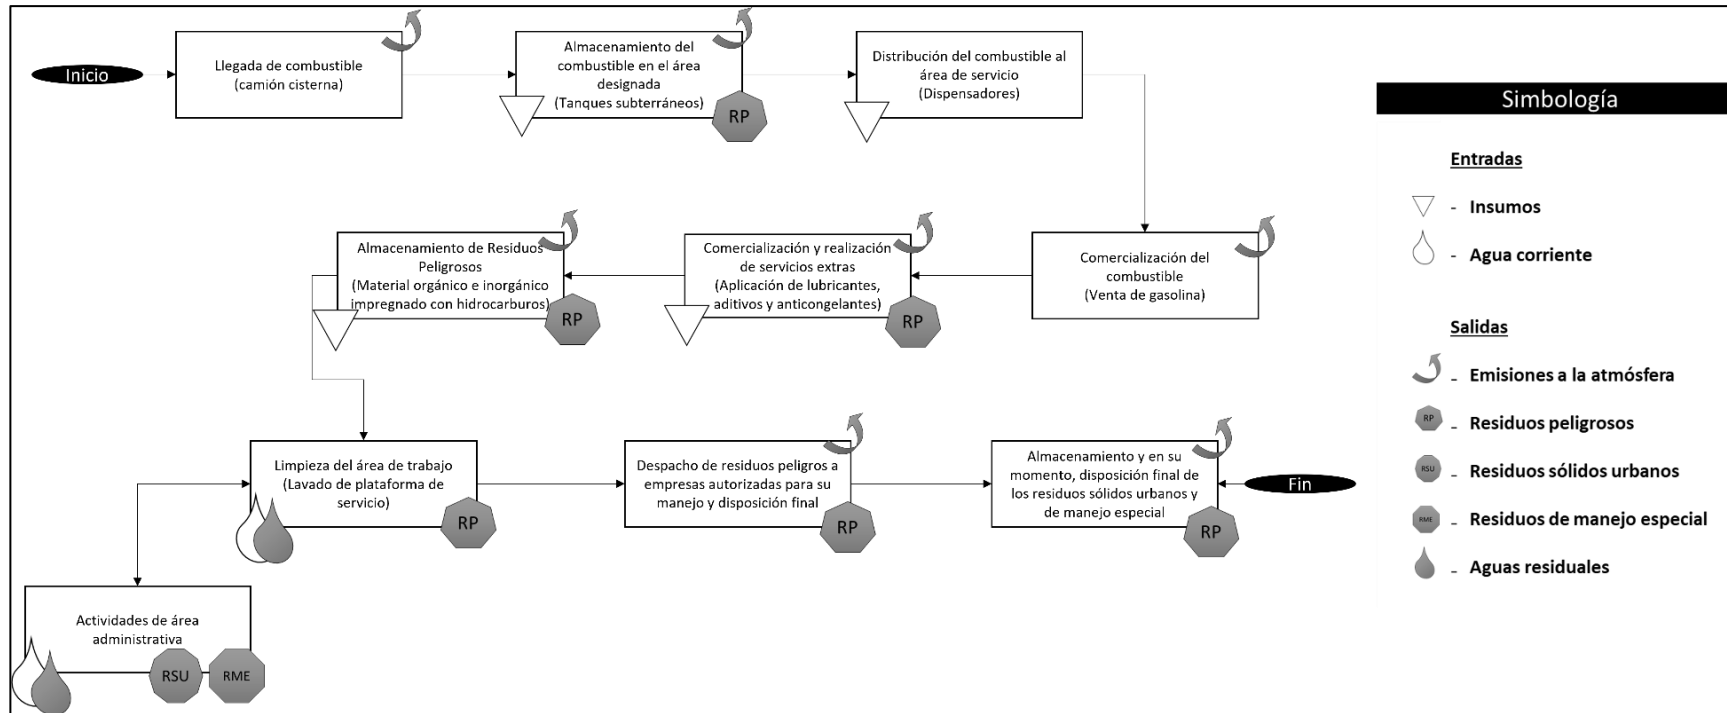 Inicio
Llegada de combustible
(camión cisterna)
Almacenamiento del
combustible en el área
designada
(Tanques subterráneos)
RP
Distribución del combustible al
área de servicio
(Dispensadores)
Almacenamiento de Residuos
Peligrosos
(Material orgánico e inorgánico
impregnado con hidrocarburos)
RP
Comercialización y realización
de servicios extras
(Aplicación de lubricantes,
aditivos y anticongelantes)
RP
Comercialización del
combustible
(Venta de gasolina)
Limpieza del área de trabajo
(Lavado de plataforma de
servicio)
RP
Despacho de residuos peligros a
empresas autorizadas para su
manejo y disposición final
RP
Almacenamiento y en su
momento, disposición final de
los residuos sólidos urbanos y
de manejo especial
RP
Fin
Actividades de área
administrativa
RSU
RME
Simbología
Entradas
- Insumos
- Agua corriente
Salidas
- Emisiones a la atmósfera
RP - Residuos peligrosos
RSU - Residuos sólidos urbanos
RME - Residuos de manejo especial
- Aguas residuales